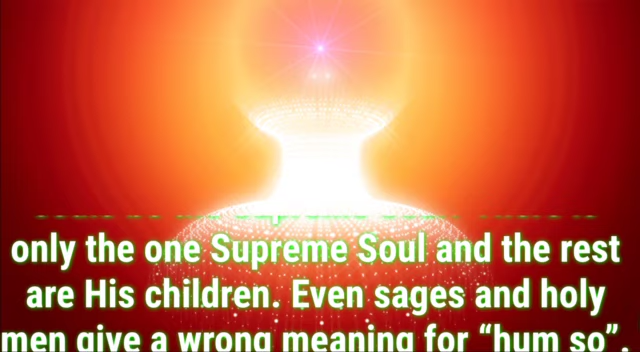 only the one Supreme Soul and the rest
are His children. Even sages and holy
men give a wrong meaning for “hum so”.